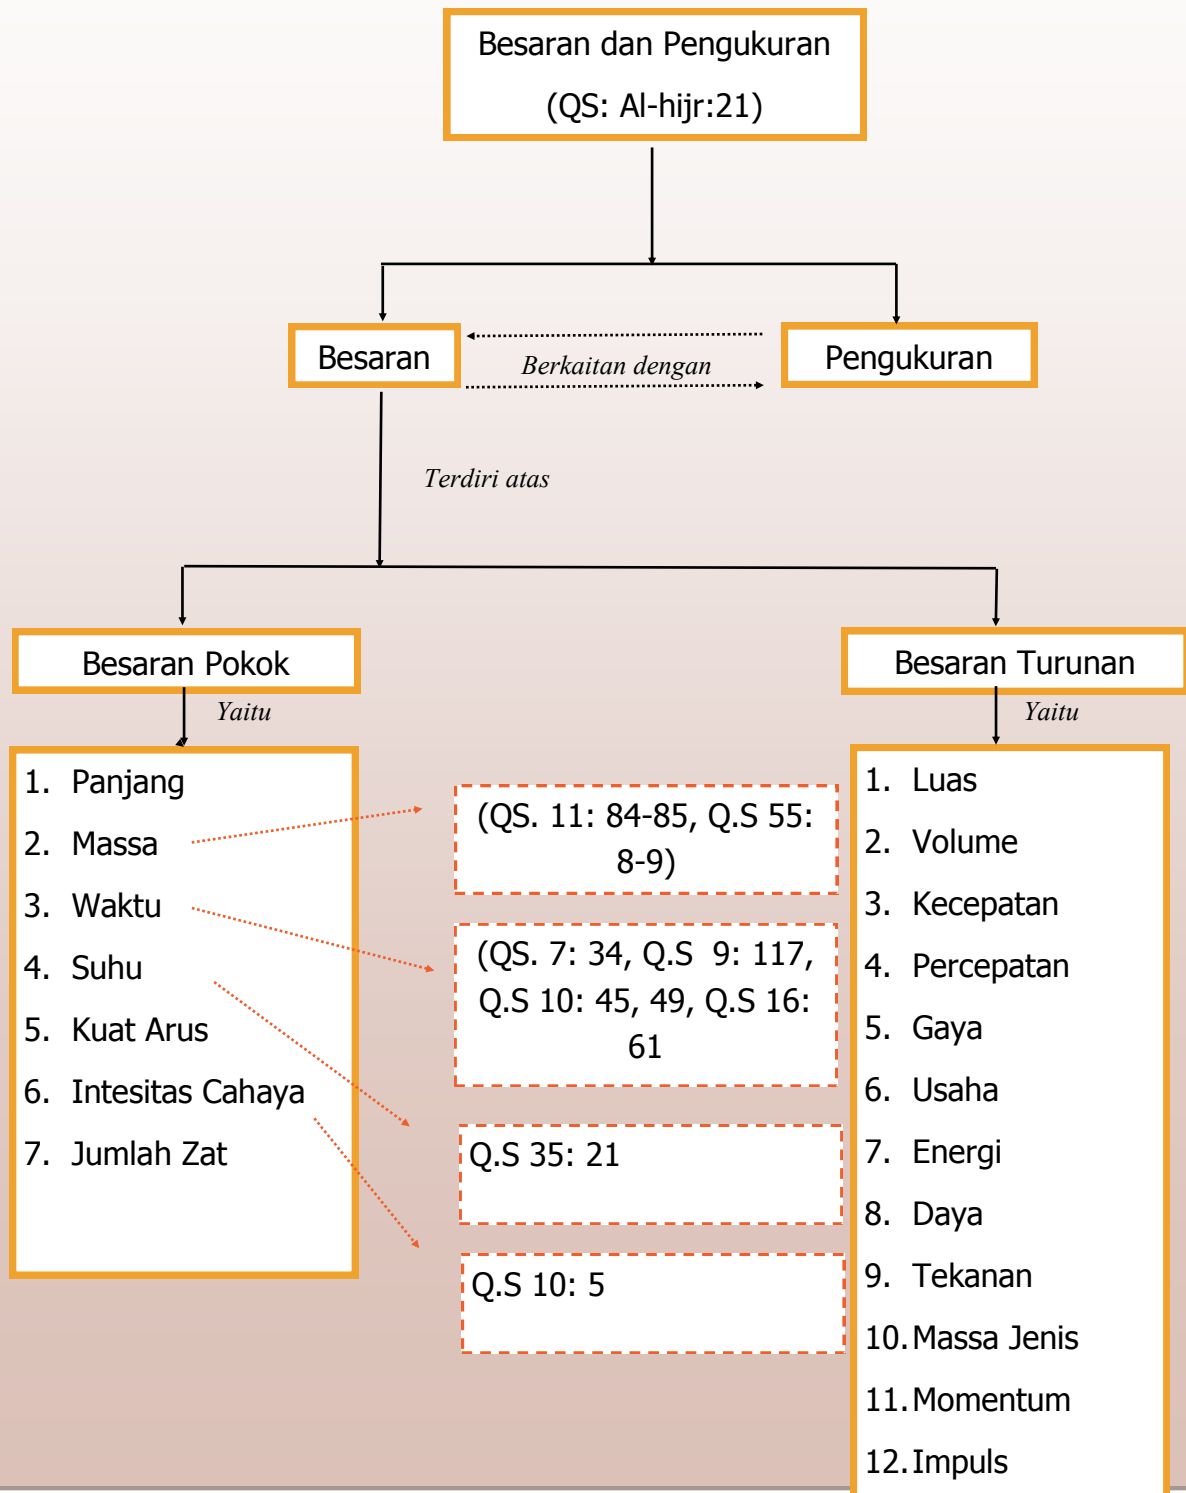 Besaran dan Pengukuran
(QS: Al-hijr:21)
Besaran
Berkaitan dengan
Pengukuran
Terdiri atas
Besaran Pokok
Besaran Turunan
Yaitu
Yaitu
1. Panjang
2. Massa
3. Waktu
4. Suhu
5. Kuat Arus
6. Intesitas Cahaya
7. Jumlah Zat
(QS. 11: 84-85, Q.S 55:
8-9)
(QS. 7: 34, Q.S 9: 117,
Q.S 10: 45, 49, Q.S 16:
61
Q.S 35: 21
Q.S 10: 5
1. Luas
2. Volume
3. Kecepatan
4. Percepatan
5. Gaya
6. Usaha
7. Energi
8. Daya
9. Tekanan
10. Massa Jenis
11. Momentum
12. Impuls